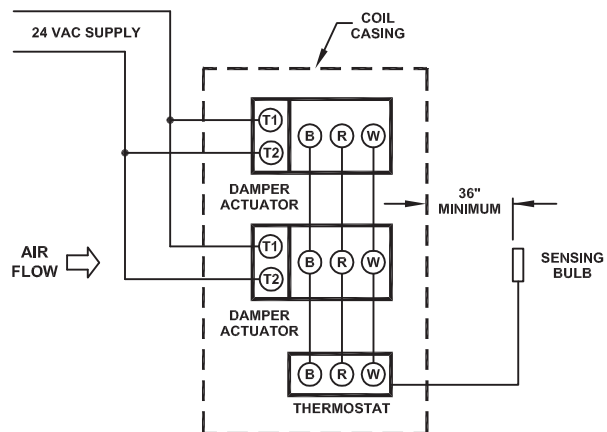 COIL
CASING
24 VAC SUPPLY
T1
T2
B R W
DAMPER
ACTUATOR
36"
MINIMUM
AIR
FLOW
T1
T2
B R W
SENSING
BULB
DAMPER
ACTUATOR
B R W
THERMOSTAT